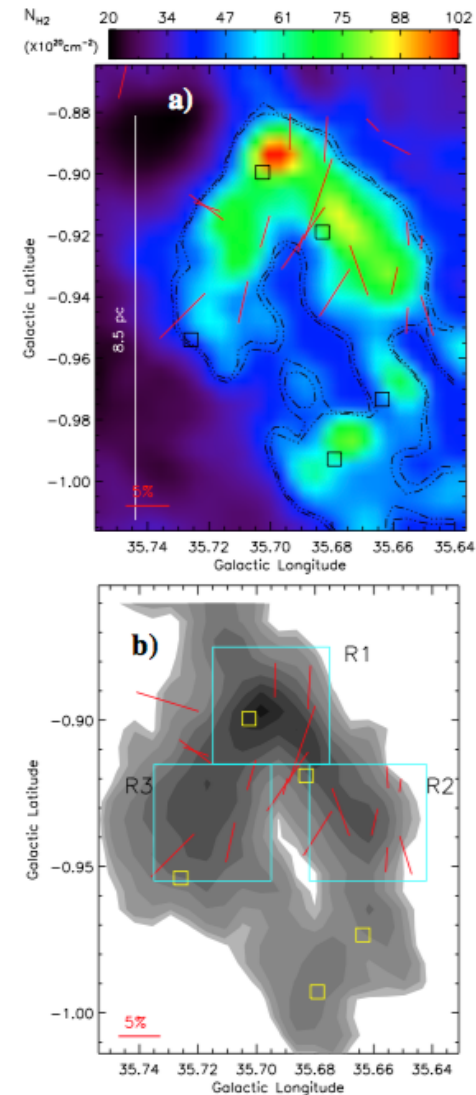 N_H2
20 34 45 60 71 88 102
(X10^20cm^-2)
a)
-0.88
-0.90
-0.92
-0.94
-0.96
-0.98
-1.00
Galactic Latitude
8.5 pc
5%
35.74 35.72 35.70 35.68 35.66 35.64
Galactic Longitude
b)
R1
R3
R2
-0.90
-0.95
-1.00
Galactic Latitude
5%
35.74 35.72 35.70 35.68 35.66 35.64
Galactic Longitude